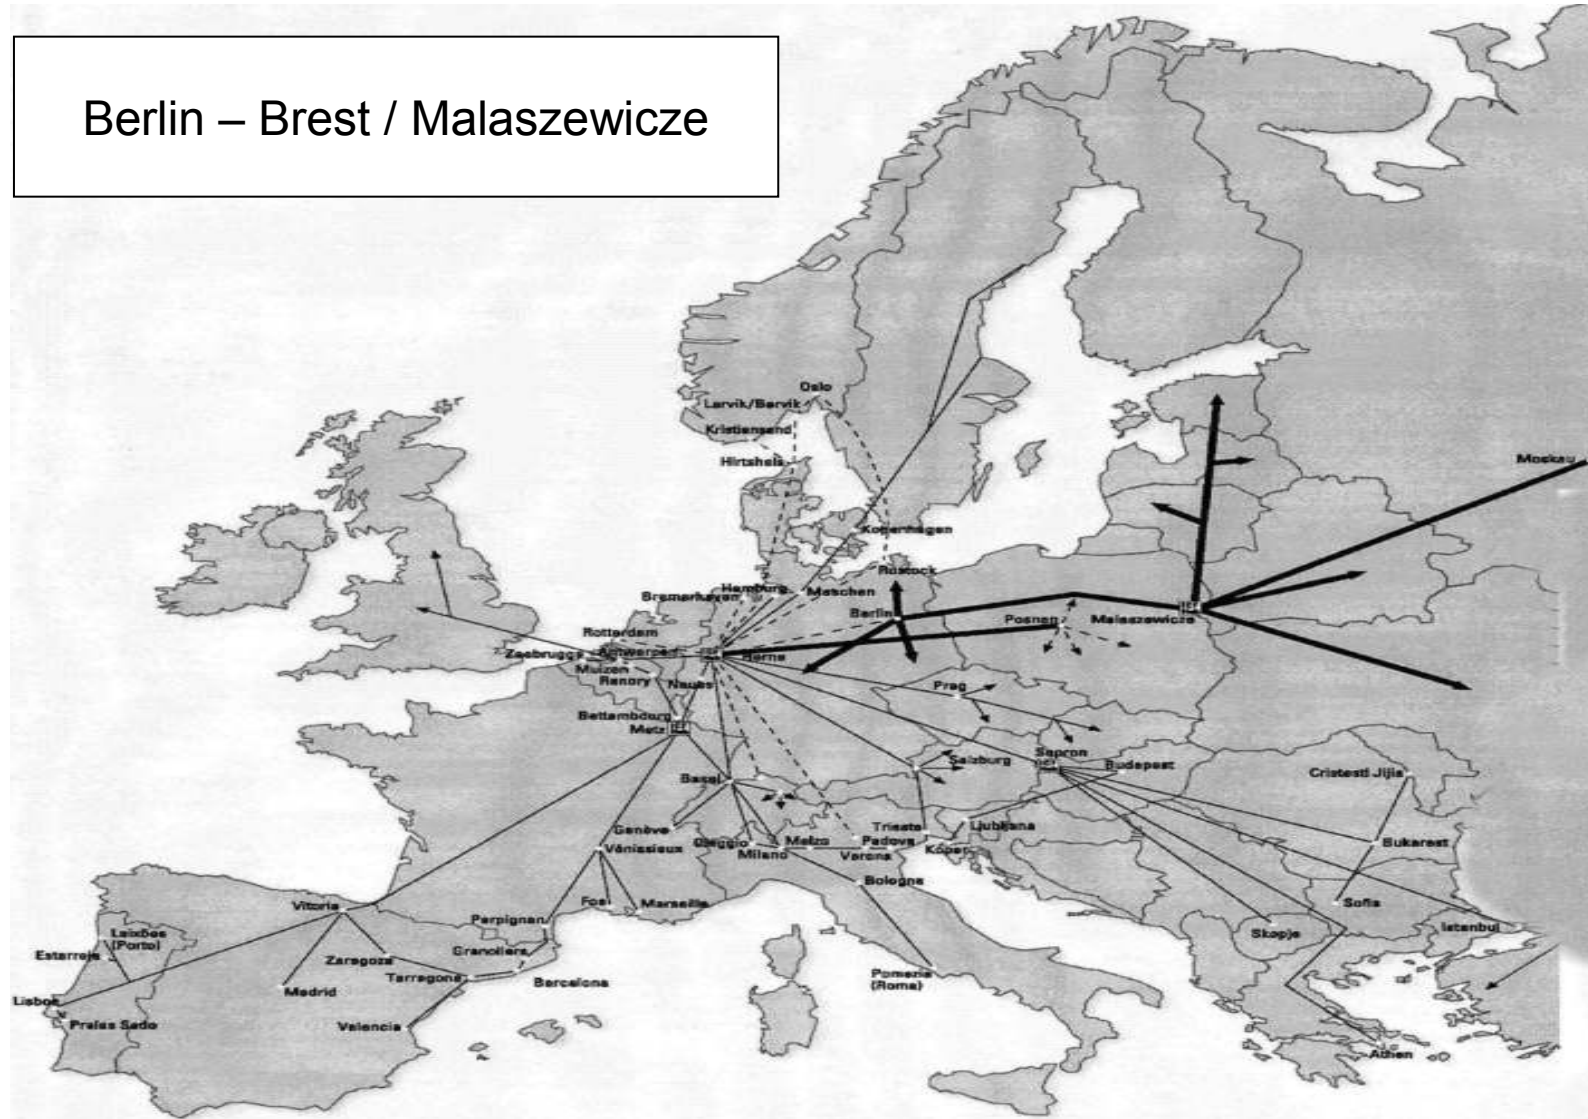 Berlin – Brest / Malaszewicze
Oslo
Larvik/Børvik
Kristiansand
Hirtshals
Moskau
Kopenhagen
Rostock
Hamburg
Maschen
Bremerhaven
Berlin
Posnan
Malaszewicze
Rotterdam
Zeebrugge
Antwerpen
Herne
Muizen
Renory
Neuss
Prag
Bettembourg
Metz
Sopron
Salzburg
Budapest
Basel
Cristesti Jijia
Genève
Trieste
Ljubljana
Oleggio
Melzo
Padova
Vénissieux
Milano
Verona
Koper
Bukarest
Bologna
Fos
Marseille
Vitoria
Sofia
Perpignan
Leixões
(Porto)
Skopje
Istanbul
Estarreja
Granollers
Zaragoza
Tarragona
Barcelona
Pomezia
(Roma)
Madrid
Lisboa
Praias Sado
Valencia
Athen